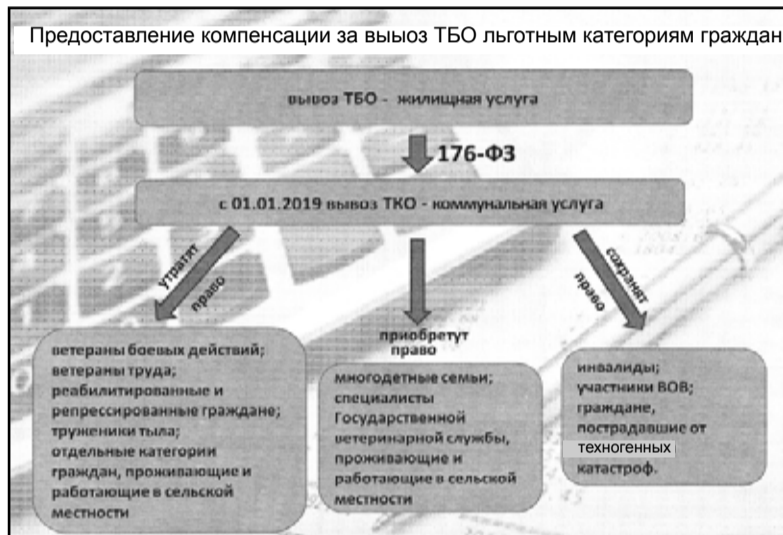 Предоставление компенсации за выыоз ТБО льготным категориям граждан
вывоз ТБО - жилищная услуга
176-ФЗ
с 01.01.2019 вывоз ТКО - коммунальная услуга
утратят
право
приобретут
право
сохранят
право
ветераны боевых действий;
ветераны труда;
реабилитированные и
репрессированные граждане;
труженики тыла;
отдельные категории
граждан, проживающие и
работающие в сельской
местности
многодетные семьи;
специалисты
Государственной
ветеринарной службы,
проживающие и
работающие в сельской
местности
инвалиды;
участники ВОВ;
граждане,
пострадавшие от
техногенных
катастроф.